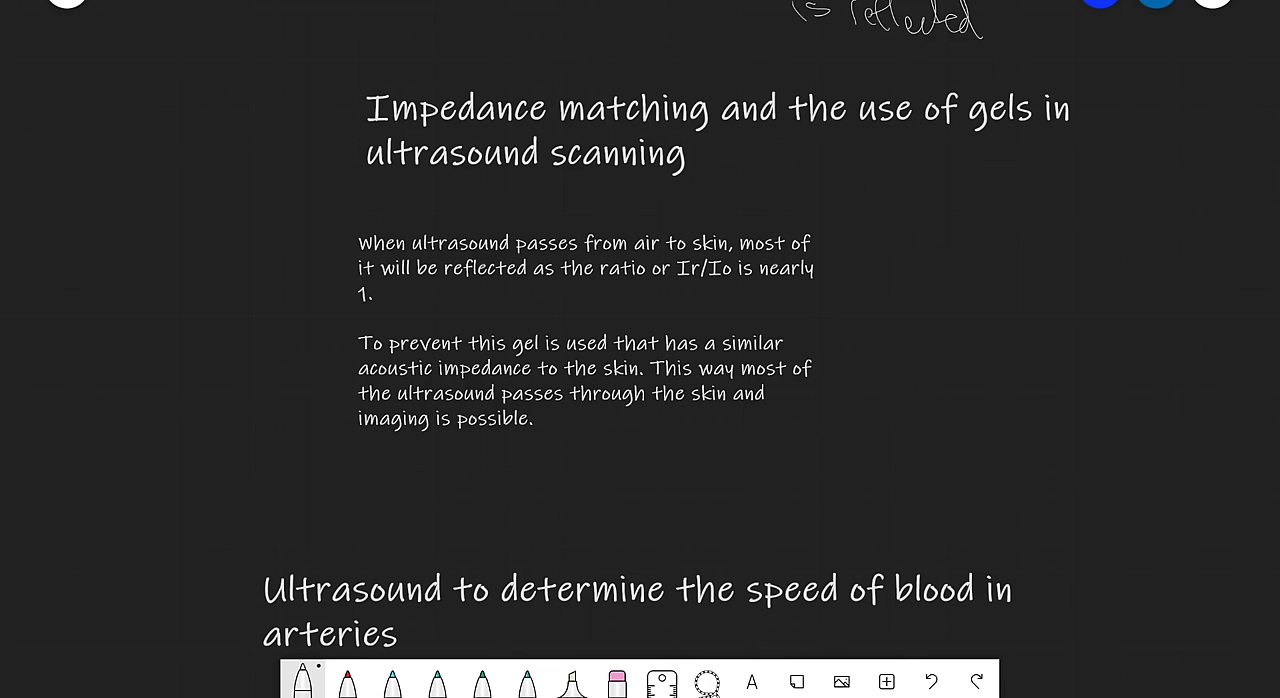 is reflected
Impedance matching and the use of gels in
ultrasound scanning
When ultrasound passes from air to skin, most of
it will be reflected as the ratio or Ir/Io is nearly
1.
To prevent this gel is used that has a similar
acoustic impedance to the skin. This way most of
the ultrasound passes through the skin and
imaging is possible.
Ultrasound to determine the speed of blood in
arteries
A